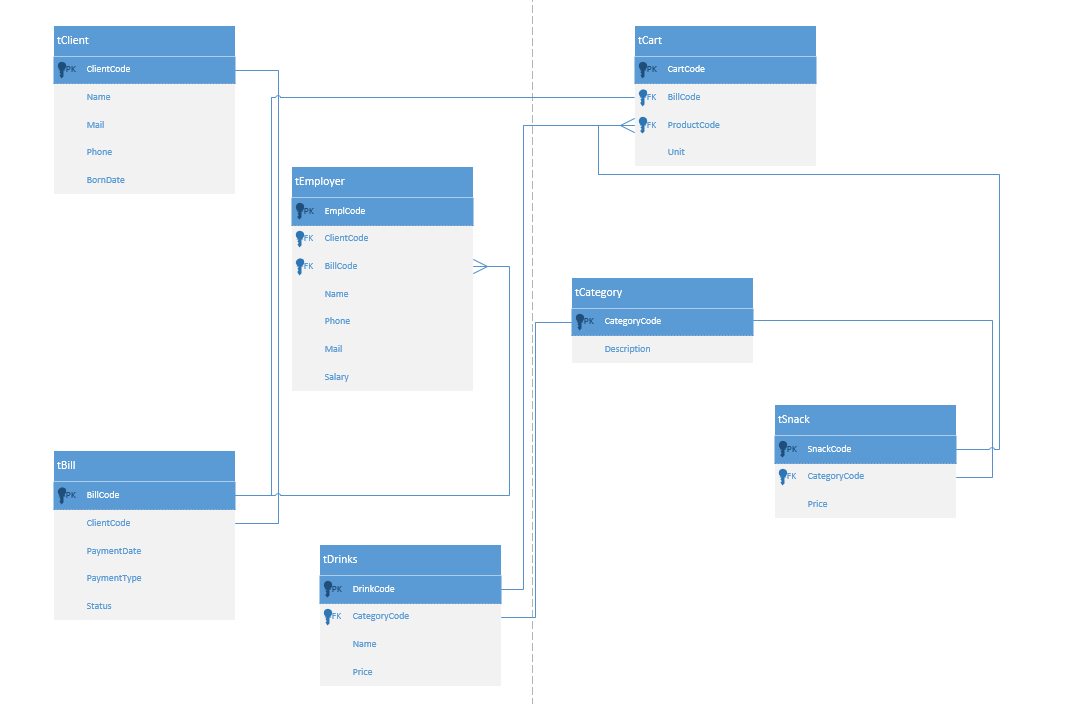 tClient
PK ClientCode
Name
Mail
Phone
BornDate
tEmployer
PK EmplCode
FK ClientCode
FK BillCode
Name
Phone
Mail
Salary
tBill
PK BillCode
ClientCode
PaymentDate
PaymentType
Status
tDrinks
PK DrinkCode
FK CategoryCode
Name
Price
tCart
PK CartCode
FK BillCode
FK ProductCode
Unit
tCategory
PK CategoryCode
Description
tSnack
PK SnackCode
FK CategoryCode
Price